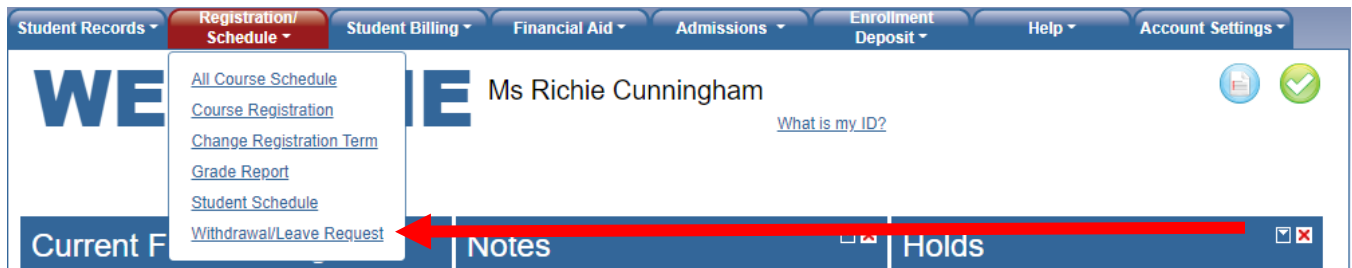 Student Records
Registration/
Schedule
Student Billing
Financial Aid
Admissions
Enrollment
Deposit
Help
Account Settings
WE E
Ms Richie Cunningham
What is my ID?
All Course Schedule
Course Registration
Change Registration Term
Grade Report
Student Schedule
Withdrawal/Leave Request
Current F
Notes
Holds